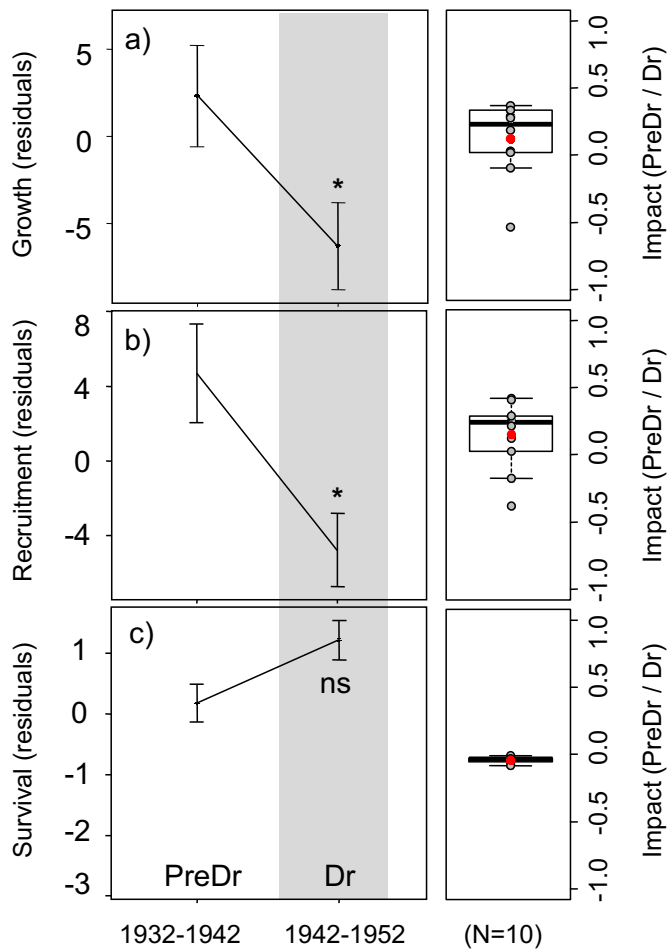 a)
Growth (residuals)
5
0
-5
*
1.0
0.5
0.0
-0.5
-1.0
Impact (PreDr / Dr)
b)
Recruitment (residuals)
8
4
0
-4
*
1.0
0.5
0.0
-0.5
-1.0
Impact (PreDr / Dr)
c)
Survival (residuals)
1
0
-1
-2
-3
ns
PreDr Dr
1.0
0.5
0.0
-0.5
-1.0
Impact (PreDr / Dr)
1932-1942 1942-1952 (N=10)